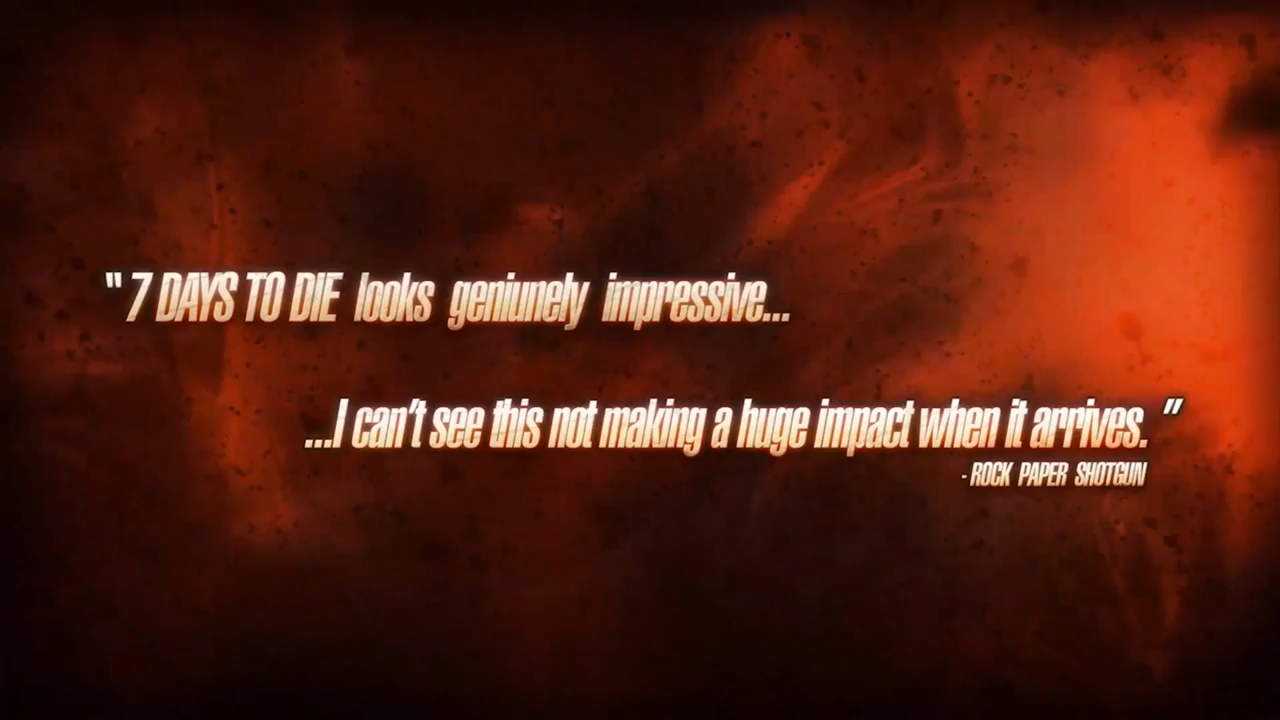 " 7 DAYS TO DIE looks geniunely impressive...
...I can't see this not making a huge impact when it arrives. "
- ROCK PAPER SHOTGUN